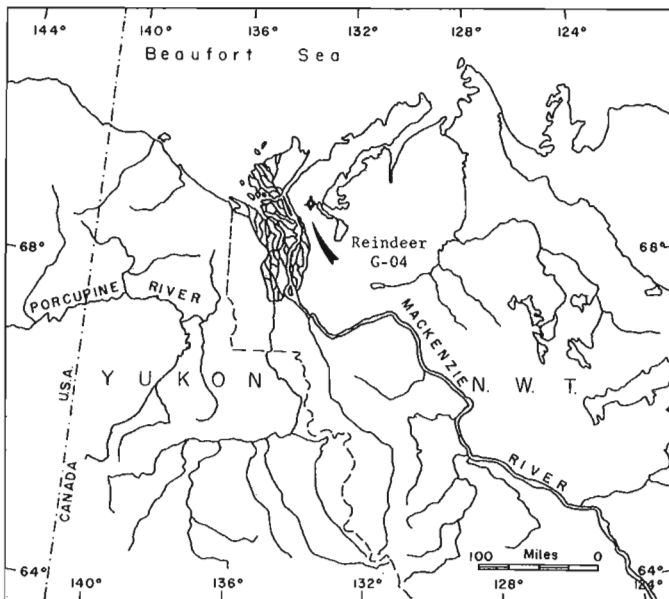 144° 140° 136° 132° 128° 124°
Beaufort Sea
68° 68°
Reindeer
G-04
PORCUPINE RIVER
MACKENZIE
RIVER
YUKON
N. W. T.
U.S.A.
CANADA
100 Miles 0
64° 64°
140° 136° 132° 128° 124°